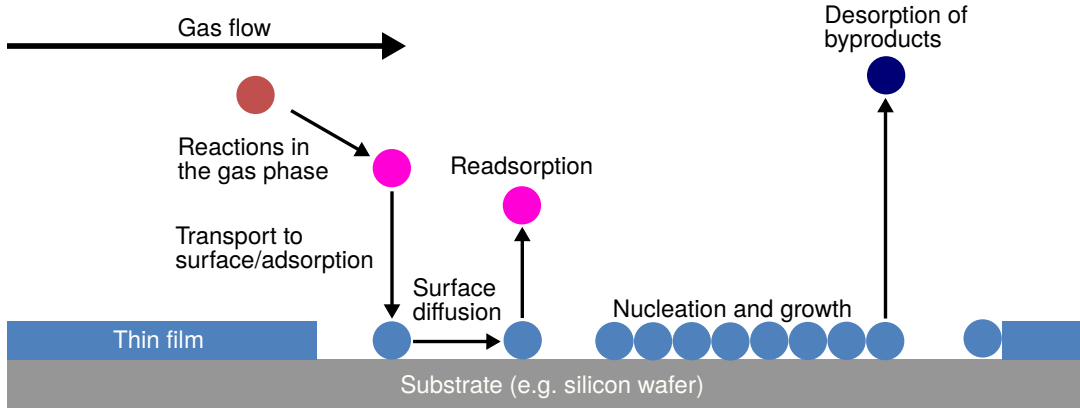 Gas flow
Desorption of
byproducts
Reactions in
the gas phase
Readsorption
Transport to
surface/adsorption
Surface
diffusion
Nucleation and growth
Thin film
Substrate (e.g. silicon wafer)